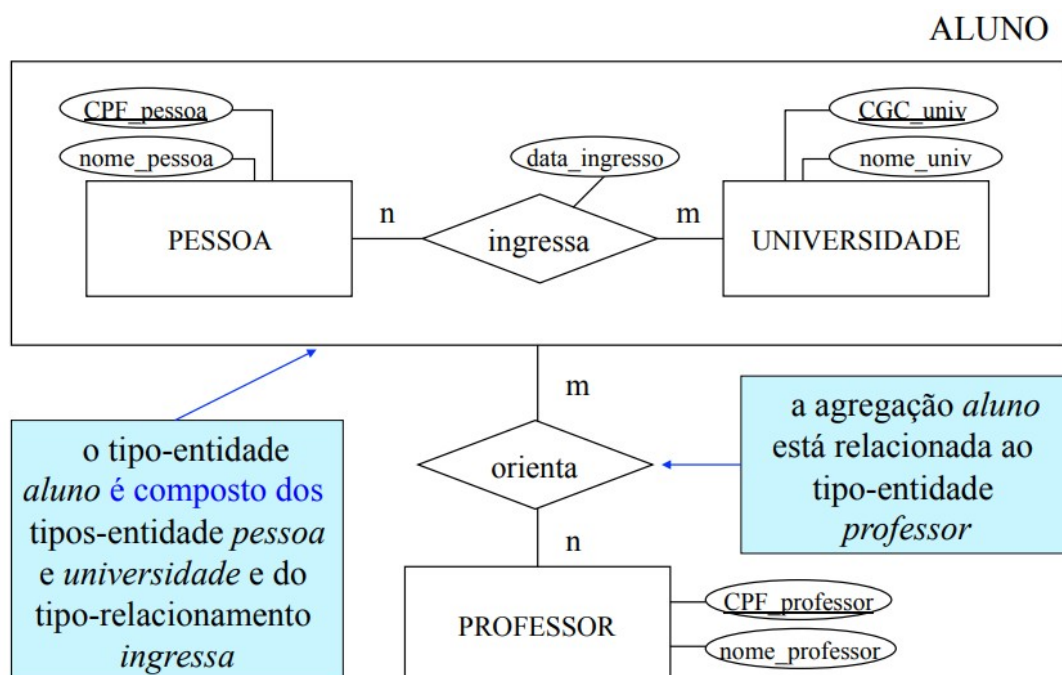 ALUNO
CPF_pessoa
nome_pessoa
data_ingresso
CGC_univ
nome_univ
PESSOA
n
ingressa
m
UNIVERSIDADE
m
o tipo-entidade
aluno é composto dos
tipos-entidade pessoa
e universidade e do
tipo-relacionamento
ingressa
orienta
a agregação aluno
está relacionada ao
tipo-entidade
professor
n
PROFESSOR
CPF_professor
nome_professor